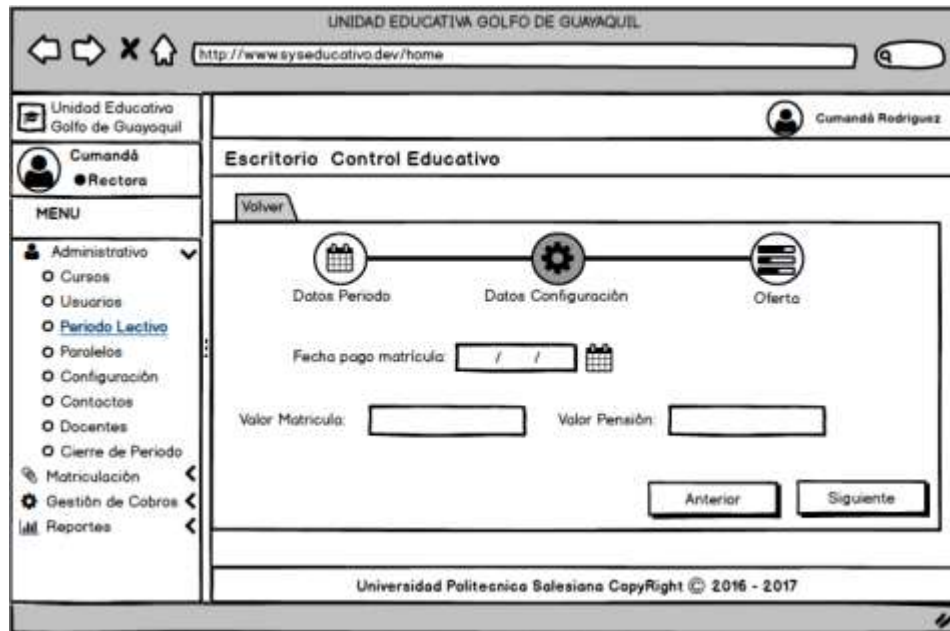 UNIDAD EDUCATIVA GOLFO DE GUAYAQUIL
http://www.syseducativo.dev/home
Unidad Educativa
Golfo de Guayaquil
Cumandá Rodriguez
Cumandá
Rectora
Escritorio Control Educativo
MENU
Volver
Administrativo
Cursos
Usuarios
Periodo Lectivo
Paralelos
Configuración
Contactos
Docentes
Cierre de Periodo
Matriculación
Gestión de Cobros
Reportes
Datos Periodo
Datos Configuración
Oferta
Fecha pago matrícula: / /
Valor Matricula:
Valor Pensión:
Anterior
Siguiente
Universidad Politecnica Salesiana CopyRight © 2016 - 2017